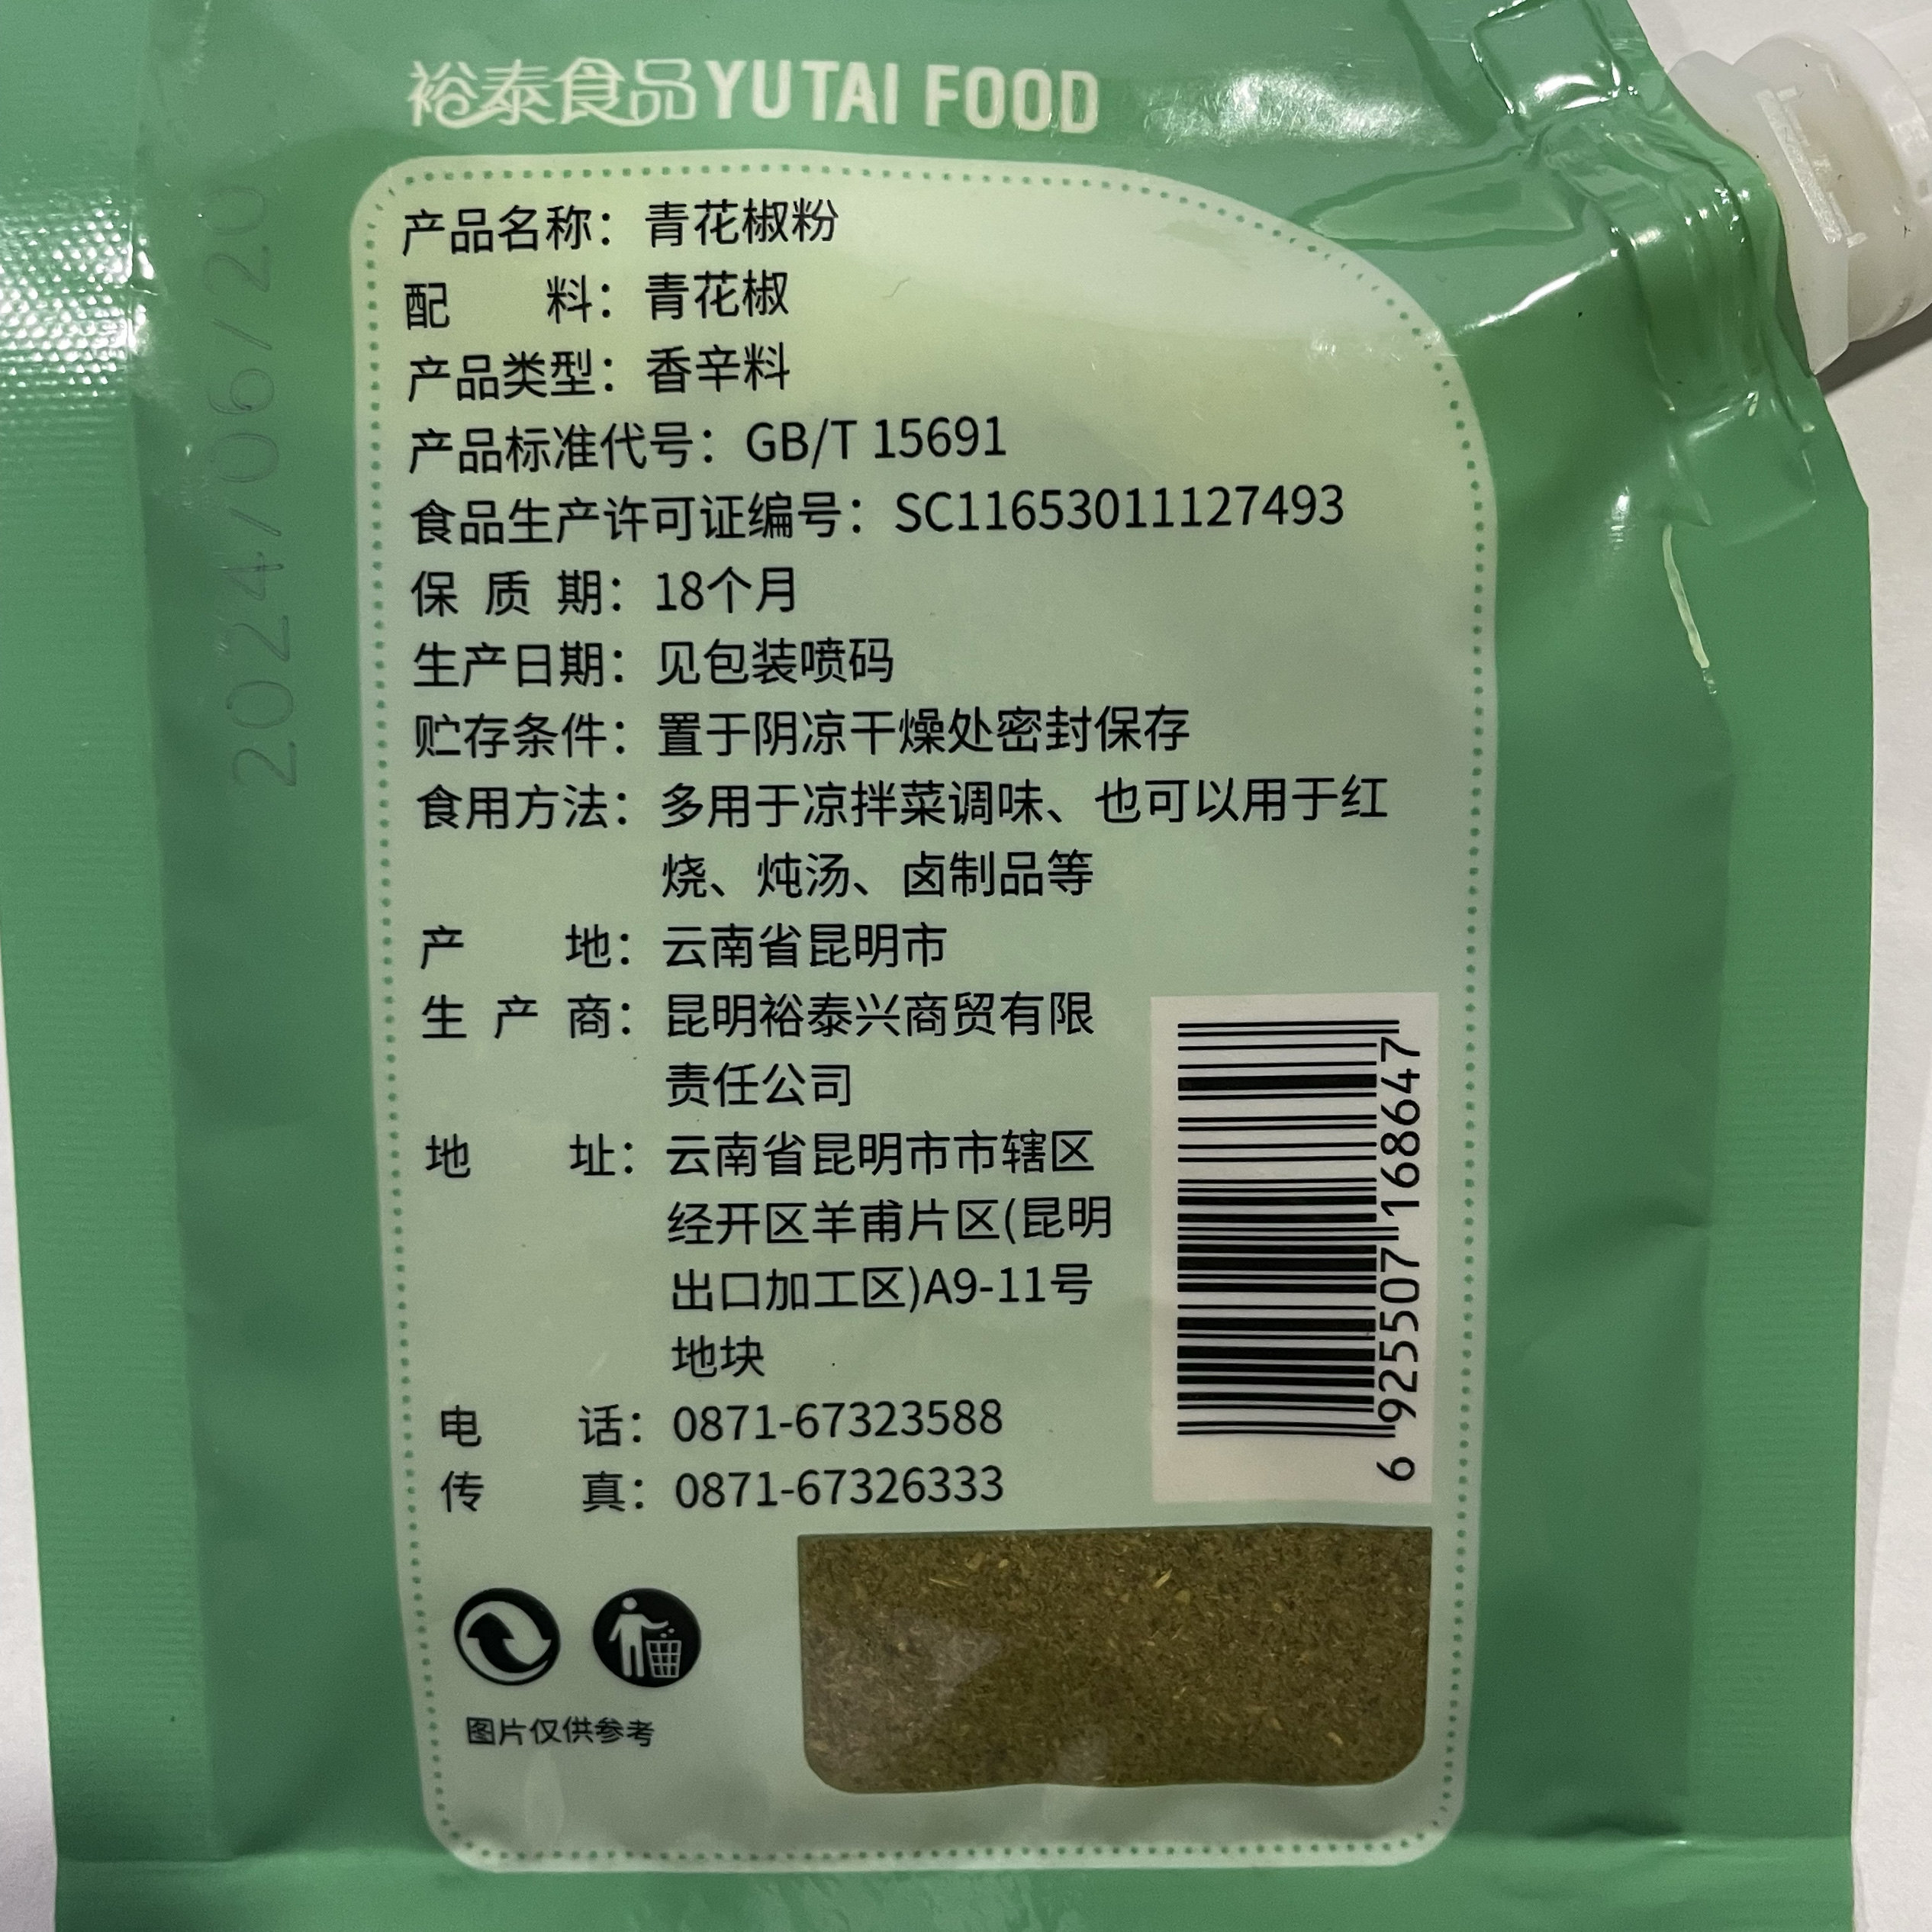 裕泰食品 YUTAI FOOD
产品名称：青花椒粉
配料：青花椒
产品类型：香辛料
产品标准代号：GB/T 15691
食品生产许可证编号：SC11653011127493
保质期：18个月
生产日期：见包装喷码
贮存条件：置于阴凉干燥处密封保存
食用方法：多用于凉拌菜调味、也可以用于红
烧、炖汤、卤制品等
产地：云南省昆明市
生产商：昆明裕泰兴商贸有限
责任公司
地址：云南省昆明市市辖区
经开区羊甫片区(昆明
出口加工区)A9-11号
地块
电话：0871-67323588
传真：0871-67326333
图片仅供参考
6 925507 168647
2024/06/20